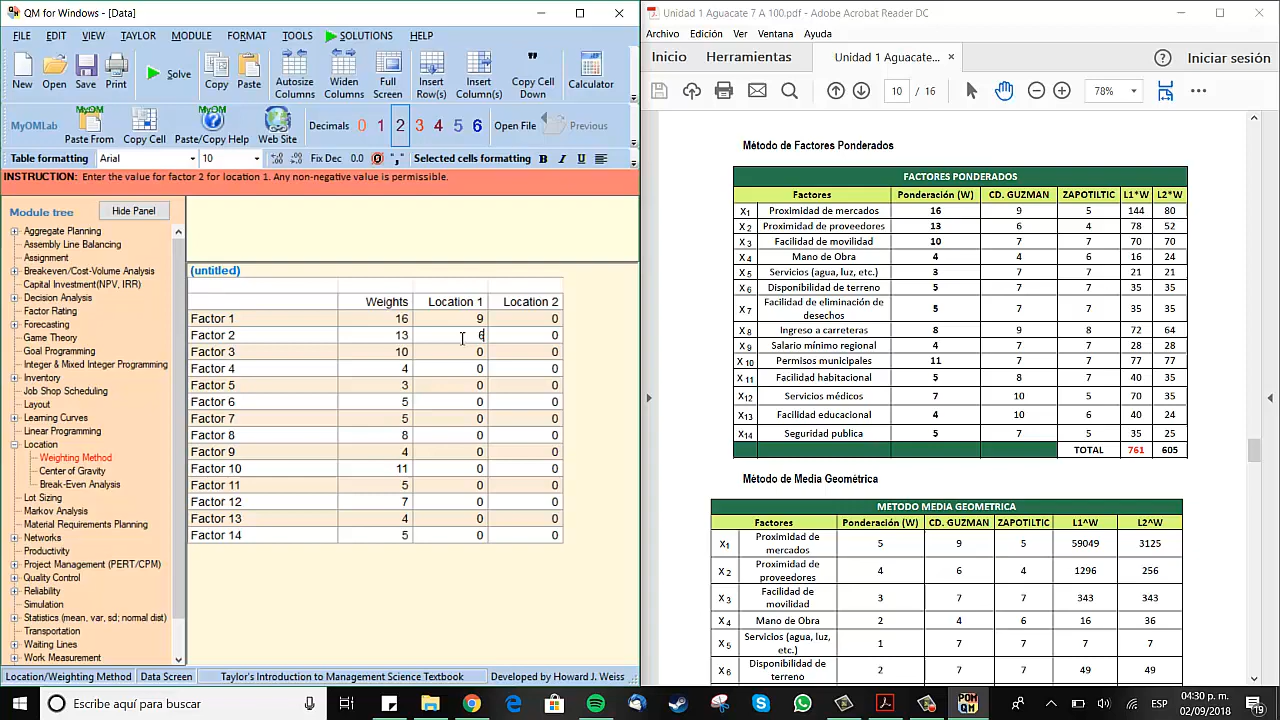 QM for Windows - [Data]
FILE EDIT VIEW TAYLOR MODULE FORMAT TOOLS SOLUTIONS HELP
New Open Save Print Solve Copy Paste Autosize Columns Widen Columns Full Screen Insert Row(s) Insert Column(s) Copy Cell Down Calculator
MyOMLab MyOM Paste From Copy Cell MyOM Paste/Copy Help Web Site Decimals 0 1 2 3 4 5 6 Open File Previous
Table formatting Arial 10 Fix Dec 0.0 "," Selected cells formatting B I U
INSTRUCTION: Enter the value for factor 2 for location 1. Any non-negative value is permissible.
Module tree Hide Panel
Aggregate Planning
Assembly Line Balancing
Assignment
Breakeven/Cost-Volume Analysis
Capital Investment(NPV, IRR)
Decision Analysis
Factor Rating
Forecasting
Game Theory
Goal Programming
Integer & Mixed Integer Programming
Inventory
Job Shop Scheduling
Layout
Learning Curves
Linear Programming
Location
Weighting Method
Center of Gravity
Break-Even Analysis
Lot Sizing
Markov Analysis
Material Requirements Planning
Networks
Productivity
Project Management (PERT/CPM)
Quality Control
Reliability
Simulation
Statistics (mean, var, sd; normal dist)
Transportation
Waiting Lines
Work Measurement
(untitled)
Weights Location 1 Location 2
Factor 1 16 9 0
Factor 2 13 6 0
Factor 3 10 0 0
Factor 4 4 0 0
Factor 5 3 0 0
Factor 6 5 0 0
Factor 7 5 0 0
Factor 8 8 0 0
Factor 9 4 0 0
Factor 10 11 0 0
Factor 11 5 0 0
Factor 12 7 0 0
Factor 13 4 0 0
Factor 14 5 0 0
Location/Weighting Method Data Screen Taylor's Introduction to Management Science Textbook Developed by Howard J. Weiss
Unidad 1 Aguacate 7 A 100.pdf - Adobe Acrobat Reader DC
Archivo Edición Ver Ventana Ayuda
Inicio Herramientas Unidad 1 Aguacate... × Iniciar sesión
10 / 16 78%
Método de Factores Ponderados
FACTORES PONDERADOS
Factores Ponderación (W) CD. GUZMAN ZAPOTILTIC L1*W L2*W
X1 Proximidad de mercados 16 9 5 144 80
X 2 Proximidad de proveedores 13 6 4 78 52
X 3 Facilidad de movilidad 10 7 7 70 70
X 4 Mano de Obra 4 4 6 16 24
X 5 Servicios (agua, luz, etc.) 3 7 7 21 21
X 6 Disponibilidad de terreno 5 7 7 35 35
X 7 Facilidad de eliminación de desechos 5 7 7 35 35
X 8 Ingreso a carreteras 8 9 8 72 64
X 9 Salario mínimo regional 4 7 7 28 28
X 10 Permisos municipales 11 7 7 77 77
X 11 Facilidad habitacional 5 8 7 40 35
X12 Servicios médicos 7 10 5 70 35
X13 Facilidad educacional 4 10 6 40 24
X14 Seguridad publica 5 7 5 35 25
TOTAL 761 605
Método de Media Geométrica
METODO MEDIA GEOMETRICA
Factores Ponderación (W) CD. GUZMAN ZAPOTILTIC L1^W L2^W
X1 Proximidad de mercados 5 9 5 59049 3125
X 2 Proximidad de proveedores 4 6 4 1296 256
X 3 Facilidad de movilidad 3 7 7 343 343
X 4 Mano de Obra 2 4 6 16 36
X 5 Servicios (agua, luz, etc.) 1 7 7 7 7
X 6 Disponibilidad de terreno 2 7 7 49 49
Escribe aquí para buscar
ESP 04:30 p. m. 02/09/2018 19